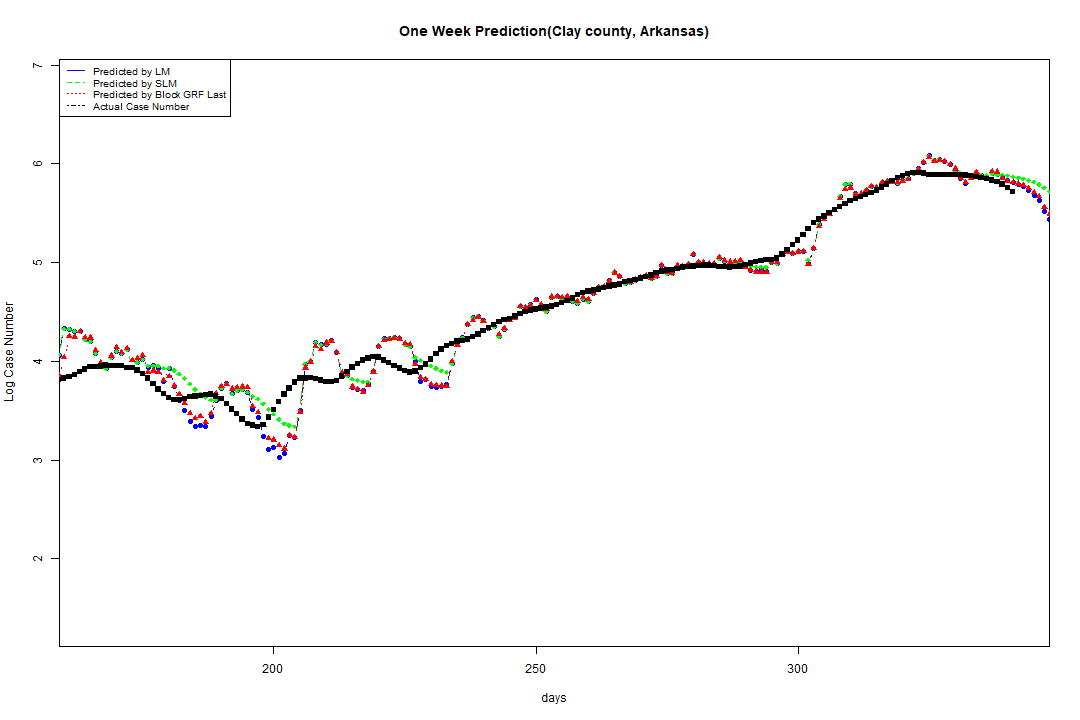 One Week Prediction(Clay county, Arkansas)
Predicted by LM
Predicted by SLM
Predicted by Block GRF Last
Actual Case Number
7
6
5
4
3
2
Log Case Number
200 250 300
days